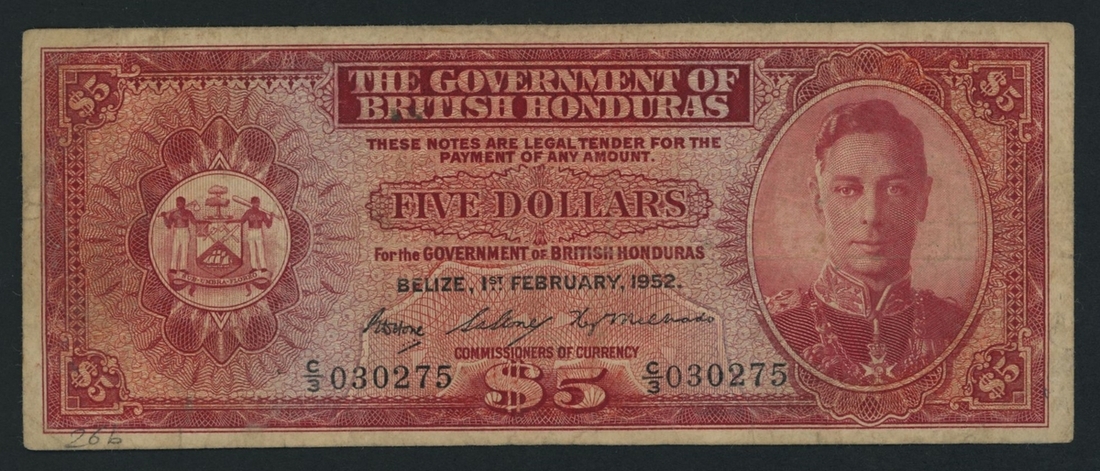 $5 $5
THE GOVERNMENT OF
BRITISH HONDURAS
THESE NOTES ARE LEGAL TENDER FOR THE
PAYMENT OF ANY AMOUNT.
FIVE DOLLARS
For the GOVERNMENT OF BRITISH HONDURAS
BELIZE, 1ST FEBRUARY, 1952.
COMMISSIONERS OF CURRENCY
C/3 030275 C/3 030275
$5 $5 $5
26b